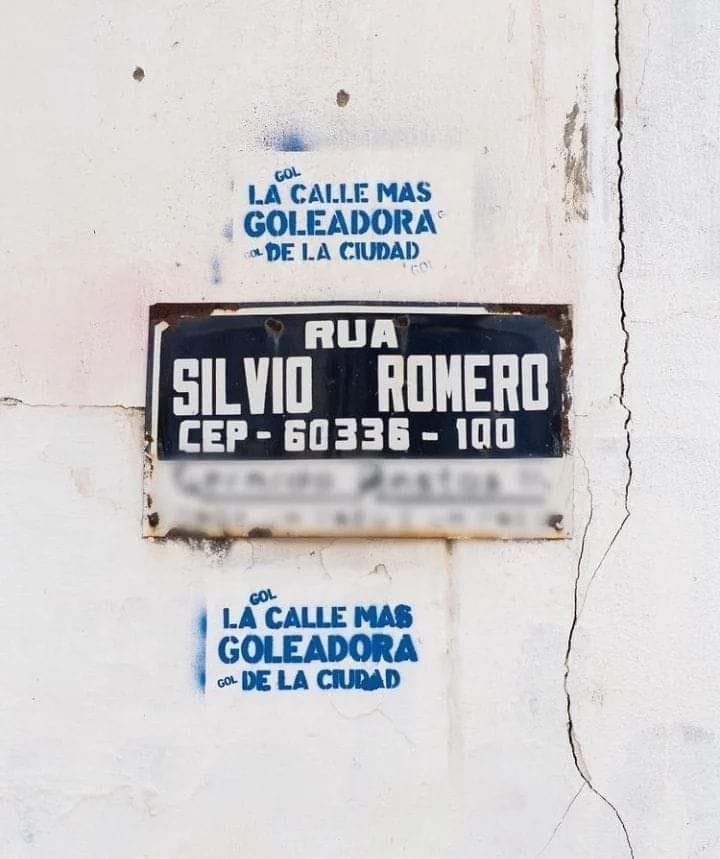 GOL
LA CALLE MAS
GOLEADORA
DE LA CIUDAD
GOL
RUA
SILVIO ROMERO
CEP - 60336 - 100
GOL
LA CALLE MAS
GOLEADORA
GOL DE LA CIUDAD